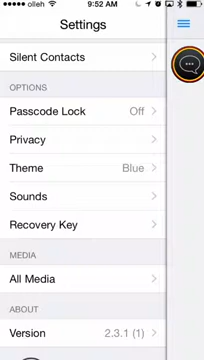 olleh 9:52 AM
Settings
Silent Contacts
OPTIONS
Passcode Lock Off
Privacy
Theme Blue
Sounds
Recovery Key
MEDIA
All Media
ABOUT
Version 2.3.1 (1)